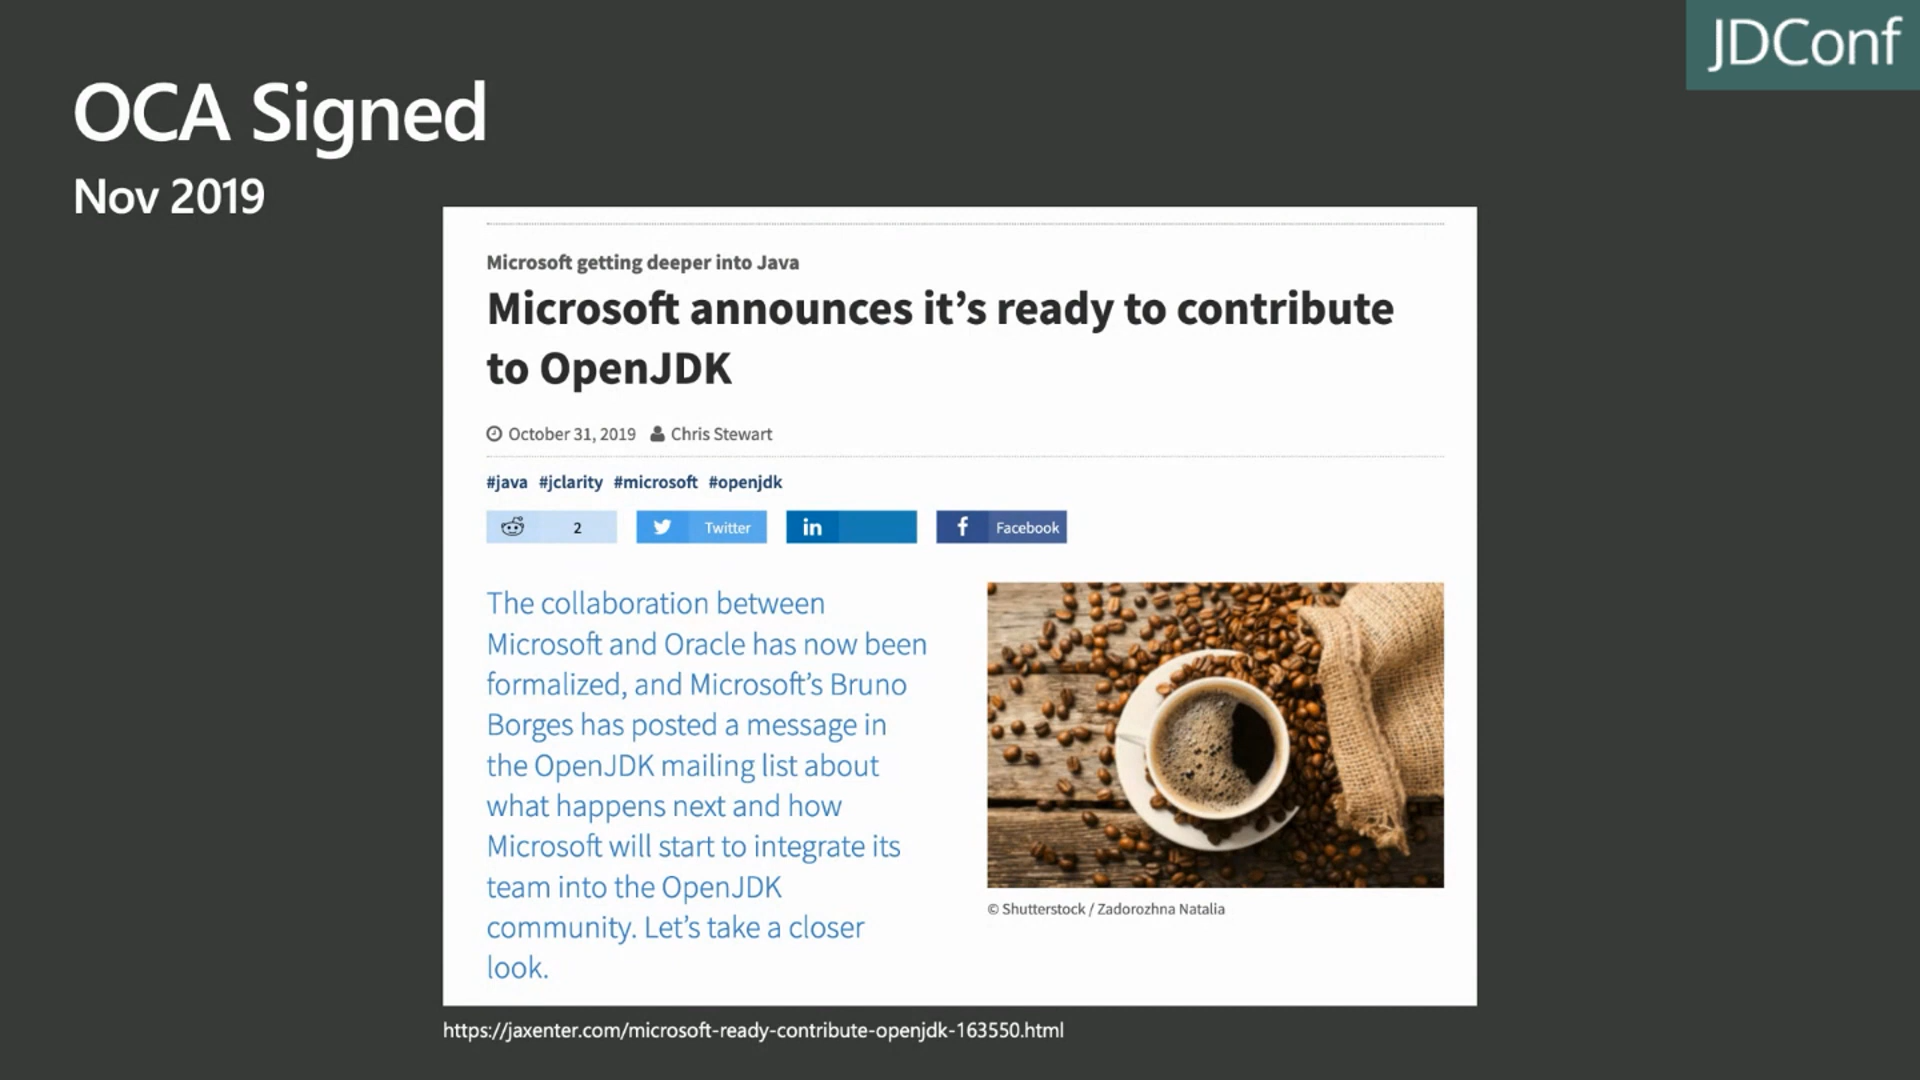 JDConf
OCA Signed
Nov 2019
Microsoft getting deeper into Java
Microsoft announces it's ready to contribute
to OpenJDK
October 31, 2019 Chris Stewart
#java #jclarity #microsoft #openjdk
2 Twitter in f Facebook
The collaboration between
Microsoft and Oracle has now been
formalized, and Microsoft's Bruno
Borges has posted a message in
the OpenJDK mailing list about
what happens next and how
Microsoft will start to integrate its
team into the OpenJDK
community. Let's take a closer
look.
© Shutterstock / Zadorozhna Natalia
https://jaxenter.com/microsoft-ready-contribute-openjdk-163550.html